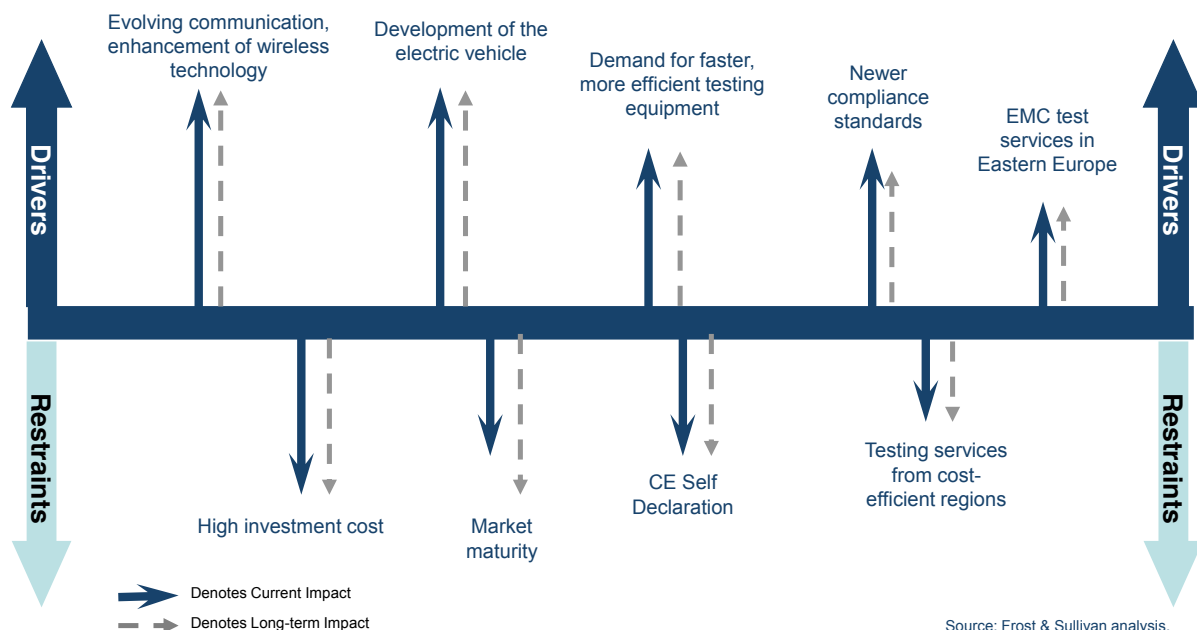 Evolving communication,
enhancement of wireless
technology
Development of the
electric vehicle
Demand for faster,
more efficient testing
equipment
Newer
compliance
standards
EMC test
services in
Eastern Europe
Drivers
Drivers
Restraints
Restraints
High investment cost
Market
maturity
CE Self
Declaration
Testing services
from cost-
efficient regions
Denotes Current Impact
Denotes Long-term Impact
Source: Frost & Sullivan analysis.